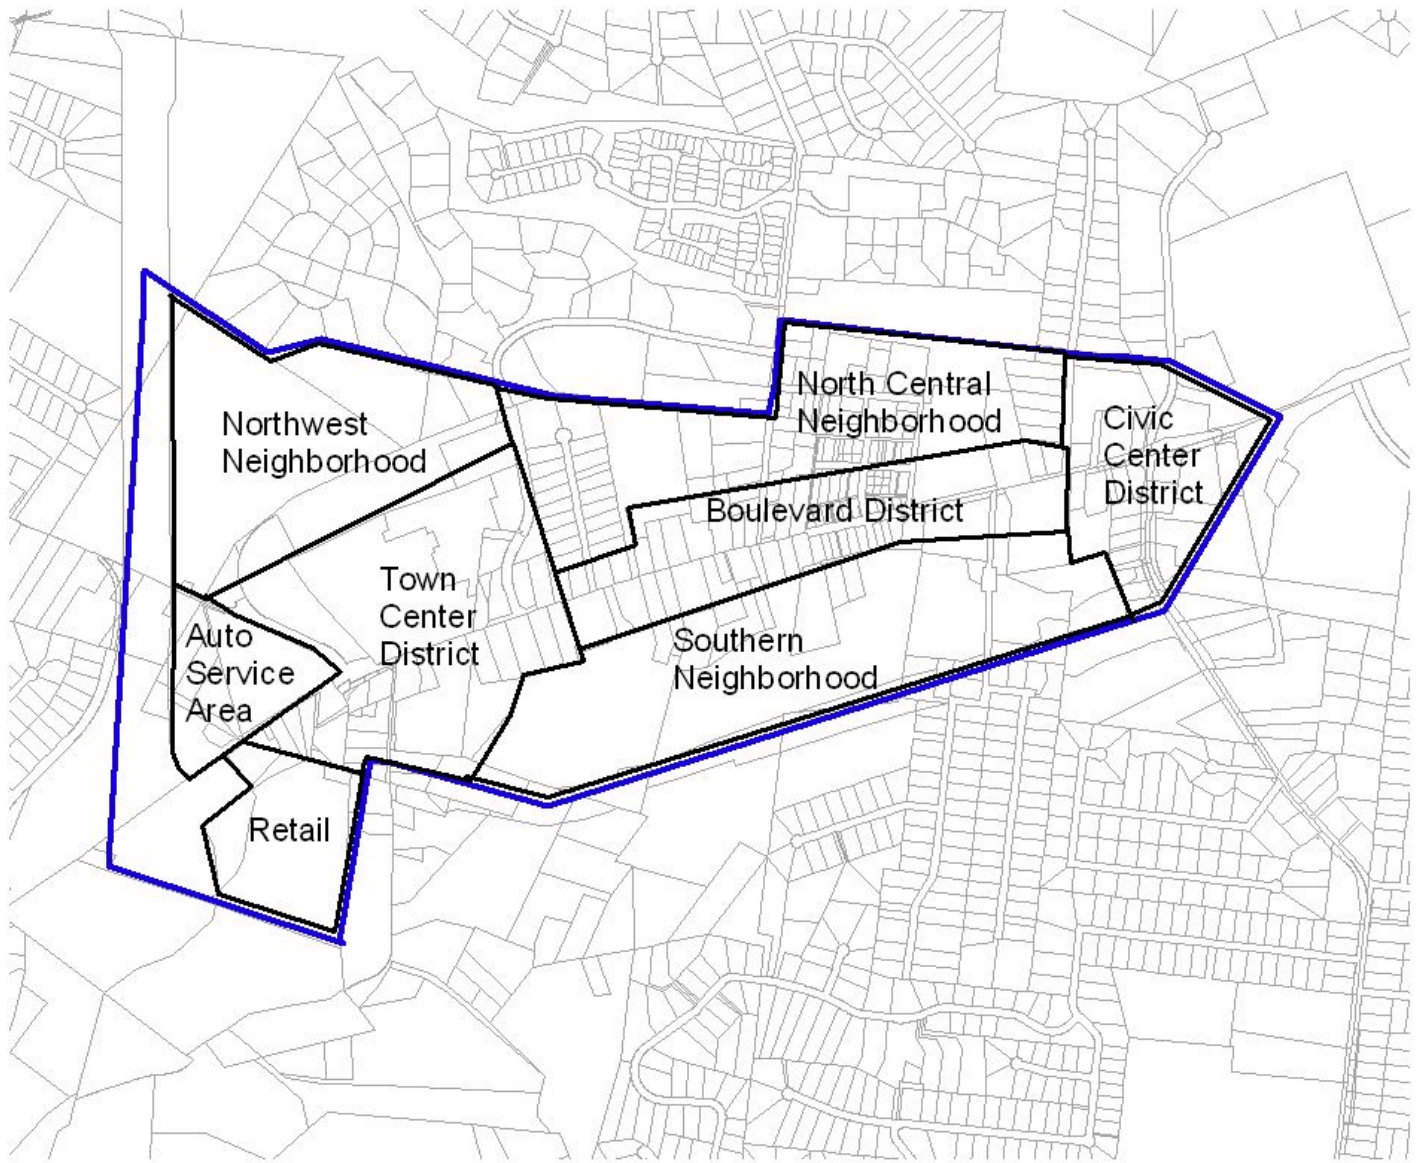 North Central
Neighborhood
Northwest
Neighborhood
Civic
Center
District
Boulevard District
Town
Center
District
Auto
Service
Area
Southern
Neighborhood
Retail